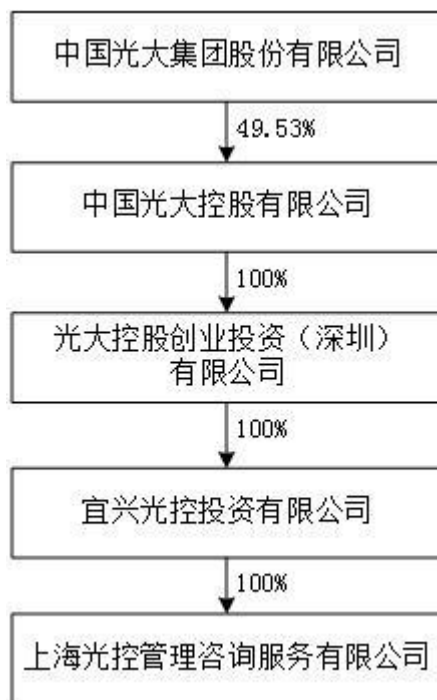 中国光大集团股份有限公司
49.53%
中国光大控股有限公司
100%
光大控股创业投资（深圳）
有限公司
100%
宜兴光控投资有限公司
100%
上海光控管理咨询服务有限公司